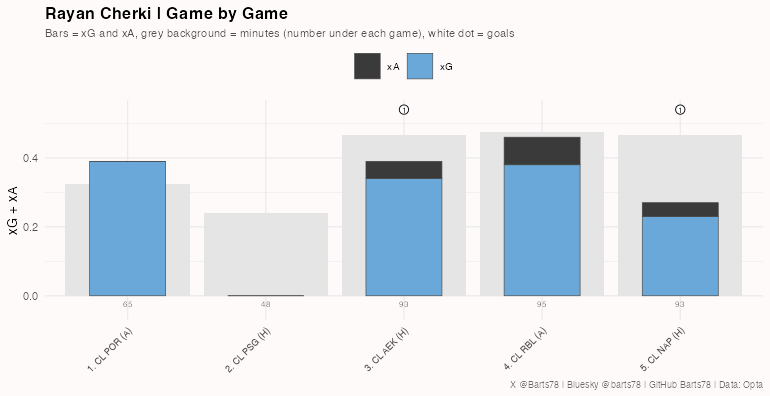 Rayan Cherki | Game by Game
Bars = xG and xA, grey background = minutes (number under each game), white dot = goals
xA xG
1 1
xG + xA
0.4
0.2
0.0
65 48 93 95 93
1. CL POR (A) 2. CL PSG (H) 3. CL AEK (H) 4. CL RBL (A) 5. CL NAP (H)
X @Barts78 | Bluesky @barts78 | GitHub Barts78 | Data: Opta